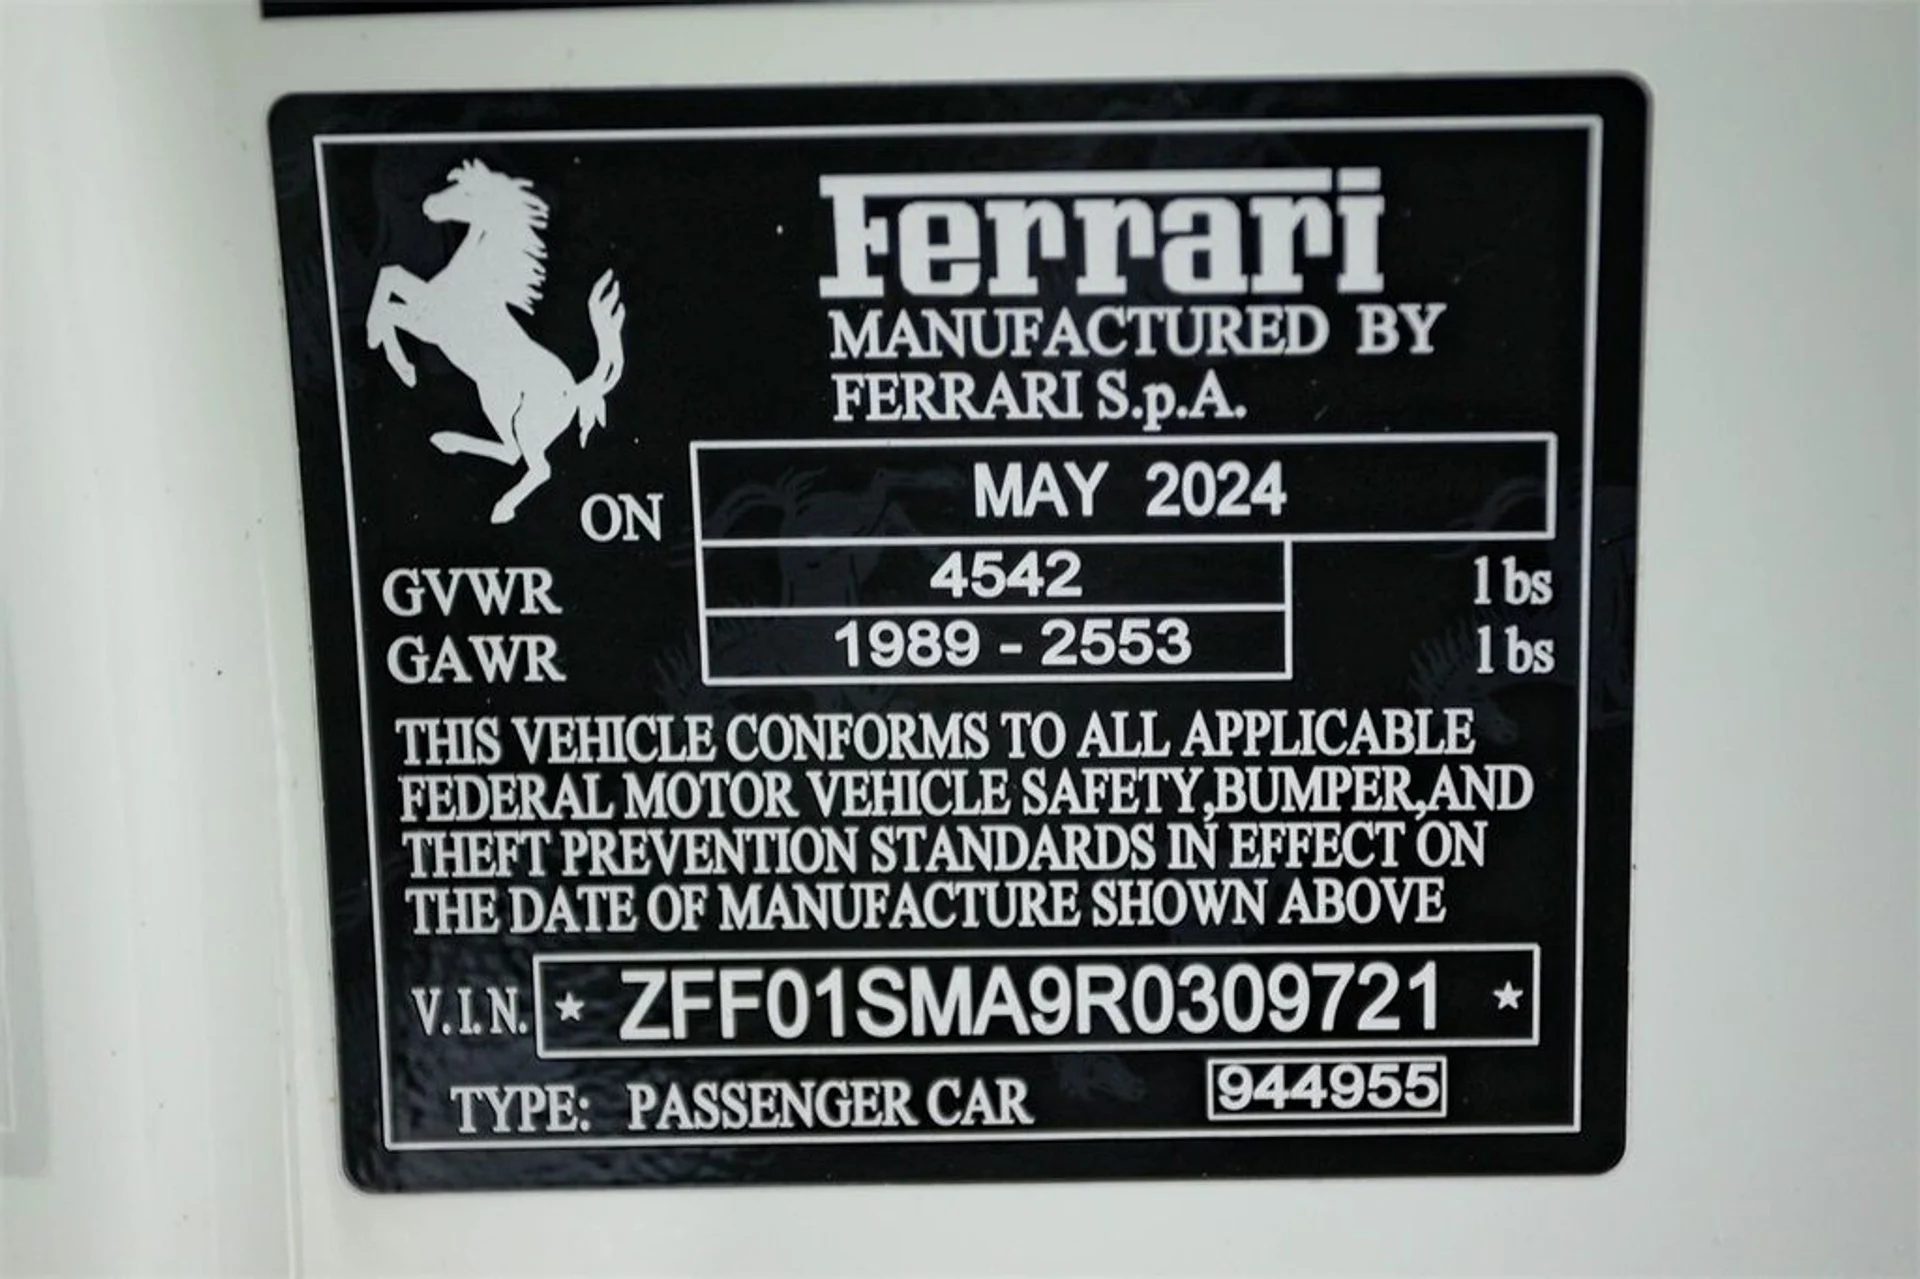 Ferrari
MANUFACTURED BY
FERRARI S.p.A.
ON MAY 2024
GVWR 4542 lbs
GAWR 1989 - 2553 lbs
THIS VEHICLE CONFORMS TO ALL APPLICABLE
FEDERAL MOTOR VEHICLE SAFETY,BUMPER,AND
THEFT PREVENTION STANDARDS IN EFFECT ON
THE DATE OF MANUFACTURE SHOWN ABOVE
V.I.N. ★ ZFF01SMA9R0309721 ★
TYPE: PASSENGER CAR 944955